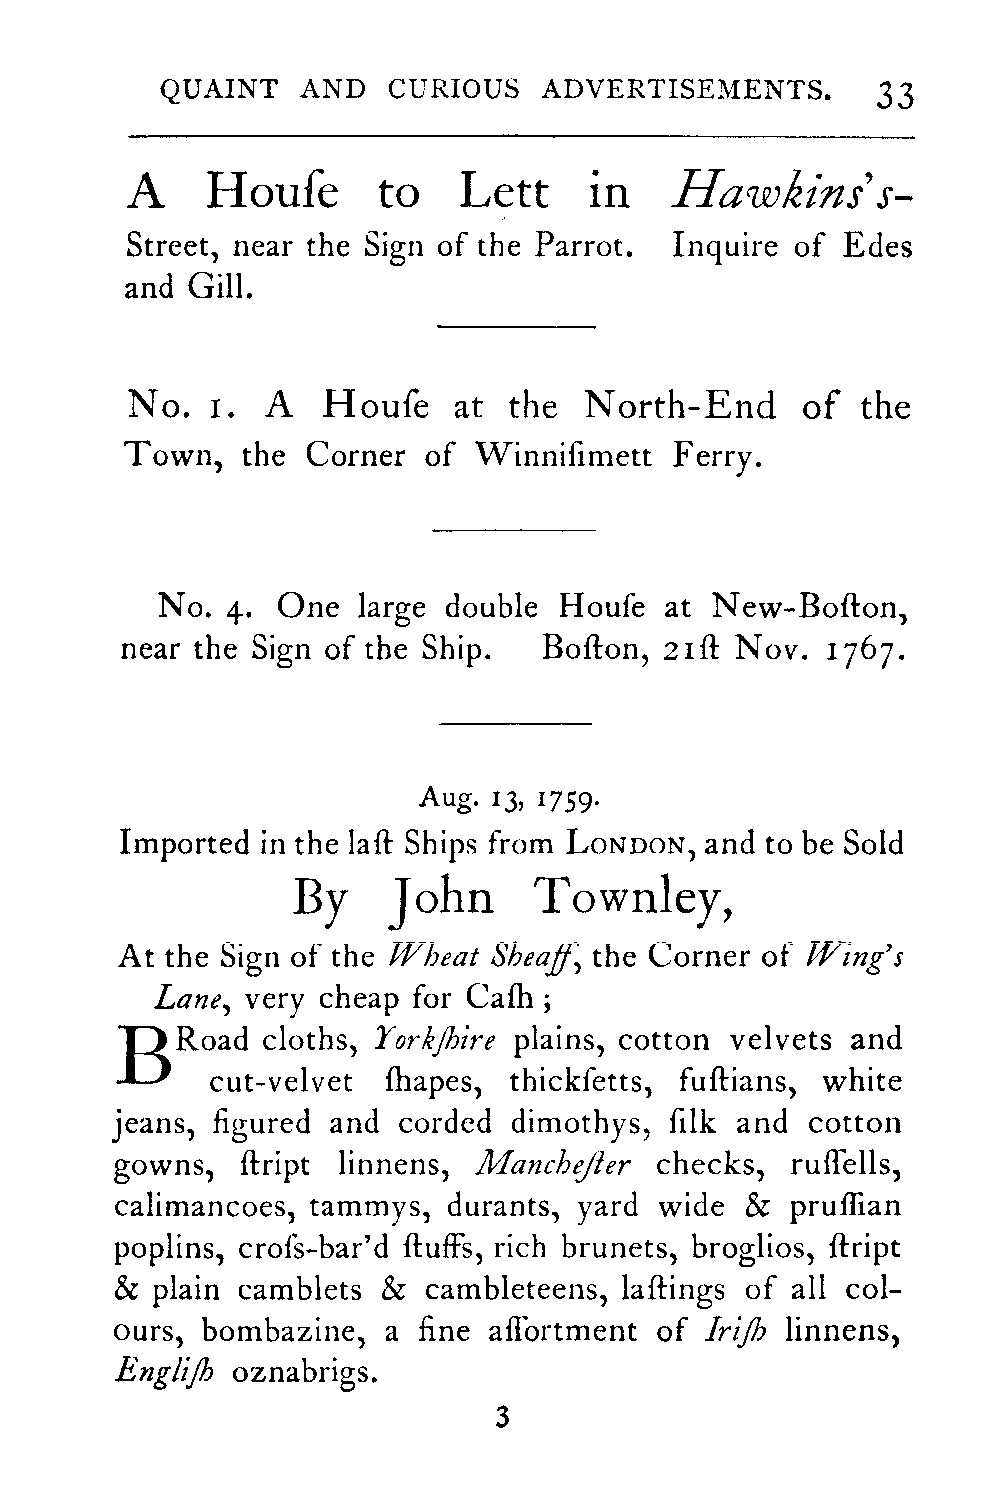 QUAINT AND CURIOUS ADVERTISEMENTS. 33
A Houſe to Lett in Hawkins's-
Street, near the Sign of the Parrot. Inquire of Edes
and Gill.
No. 1. A Houſe at the North-End of the
Town, the Corner of Winniſimett Ferry.
No. 4. One large double Houſe at New-Boſton,
near the Sign of the Ship. Boſton, 21ſt Nov. 1767.
Aug. 13, 1759.
Imported in the laſt Ships from LONDON, and to be Sold
By John Townley,
At the Sign of the Wheat Sheaff, the Corner of Wing's
Lane, very cheap for Caſh ;
BRoad cloths, Yorkſhire plains, cotton velvets and
cut-velvet ſhapes, thickſetts, fuſtians, white
jeans, figured and corded dimothys, ſilk and cotton
gowns, ſtript linnens, Mancheſter checks, ruſſells,
calimancoes, tammys, durants, yard wide & pruſſian
poplins, croſs-bar'd ſtuffs, rich brunets, broglios, ſtript
& plain camblets & cambleteens, laſtings of all col-
ours, bombazine, a fine aſſortment of Iriſh linnens,
Engliſh oznabrigs.
3